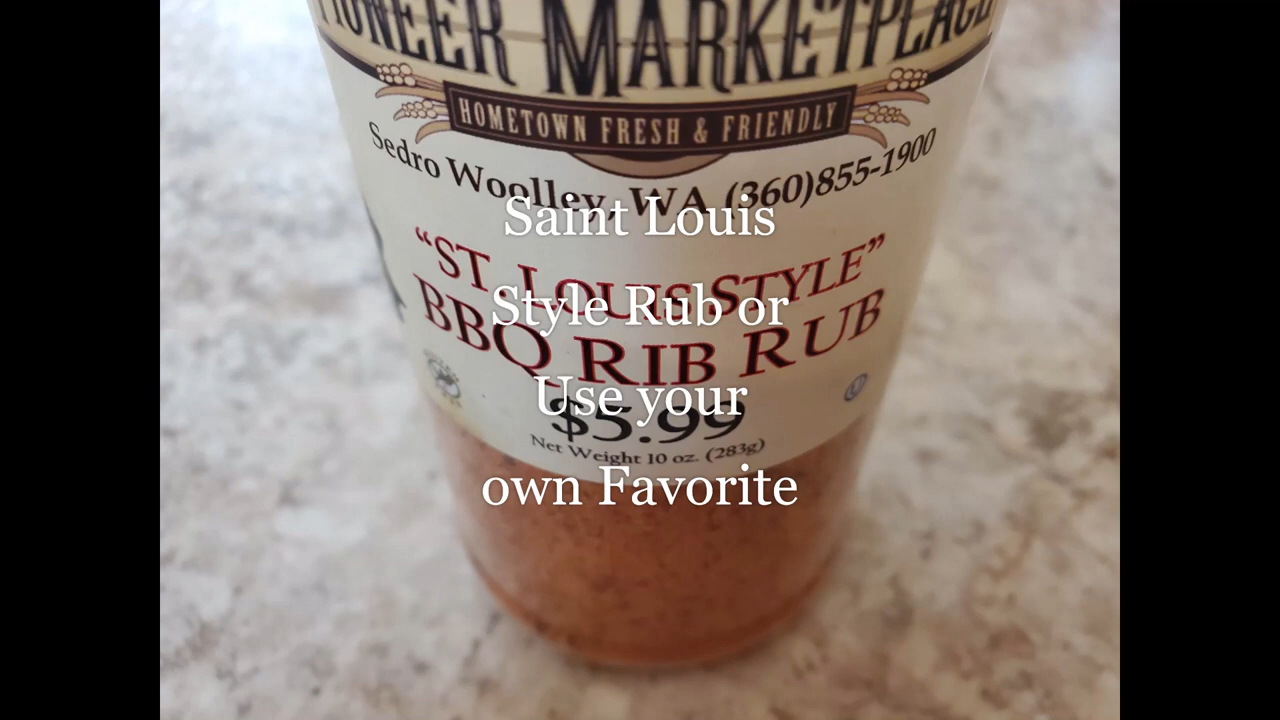 PIONEER MARKETPLACE
HOMETOWN FRESH & FRIENDLY
Sedro Woolley, WA (360)855-1900
Saint Louis
"ST. LOUIS STYLE"
Style Rub or
BBQ RIB RUB
Use your
$5.99
Net Weight 10 oz. (283g)
own Favorite